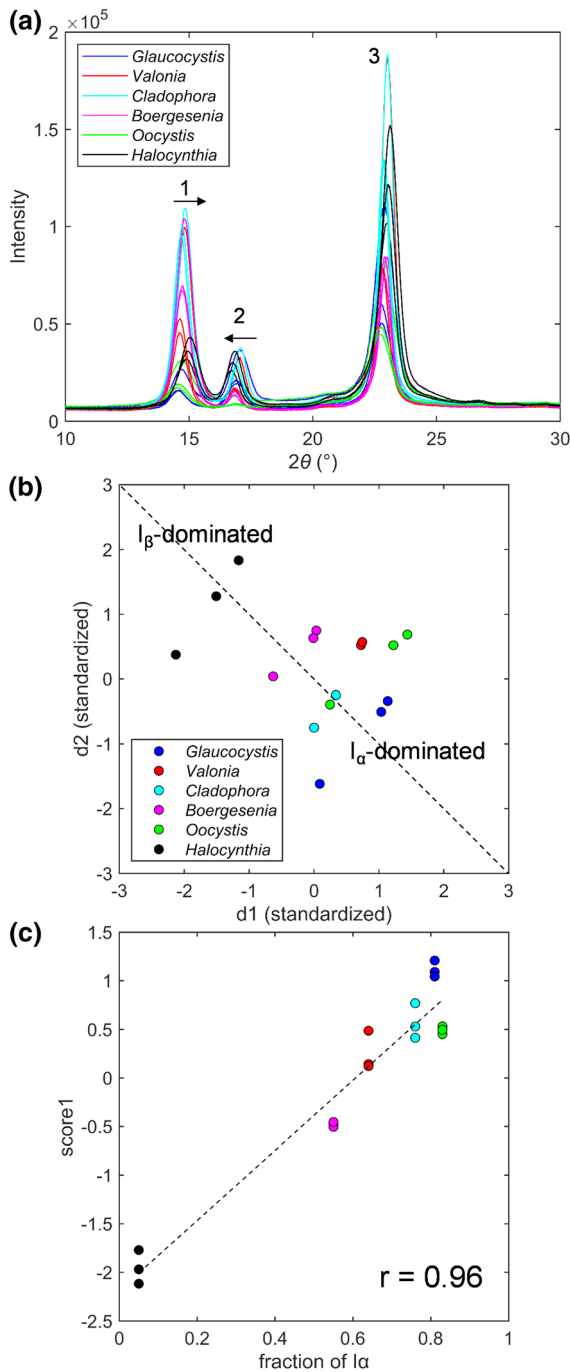 (a)
×10⁵
2
1.5
1
0.5
0
Intensity
Glaucocystis
Valonia
Cladophora
Boergesenia
Oocystis
Halocynthia
1
2
3
10 15 20 25 30
2θ (°)
(b)
3
2
1
0
-1
-2
-3
d2 (standardized)
Iβ-dominated
Iα-dominated
Glaucocystis
Valonia
Cladophora
Boergesenia
Oocystis
Halocynthia
-3 -2 -1 0 1 2 3
d1 (standardized)
(c)
1.5
1
0.5
0
-0.5
-1
-1.5
-2
-2.5
score1
r = 0.96
0 0.2 0.4 0.6 0.8 1
fraction of Iα